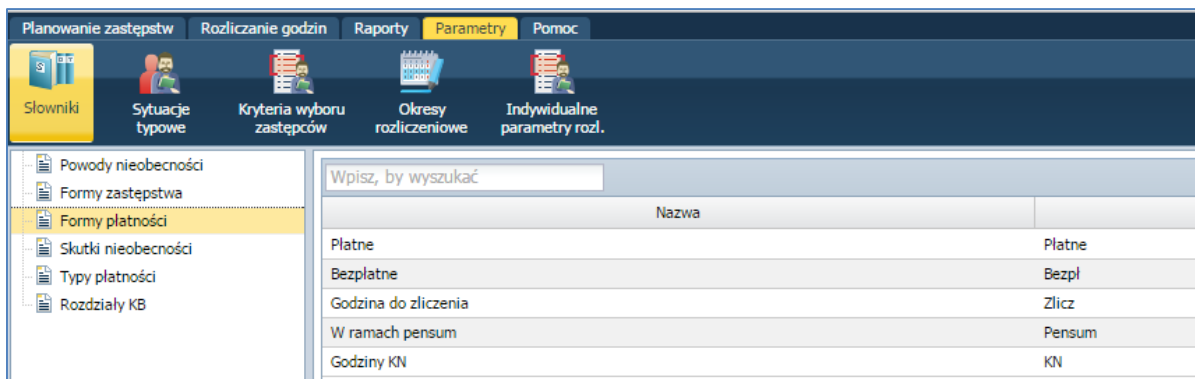 Planowanie zastępstw Rozliczanie godzin Raporty Parametry Pomoc
Słowniki
Sytuacje typowe
Kryteria wyboru zastępców
Okresy rozliczeniowe
Indywidualne parametry rozl.
Powody nieobecności
Formy zastępstwa
Formy płatności
Skutki nieobecności
Typy płatności
Rozdziały KB
Wpisz, by wyszukać
Nazwa
Płatne Płatne
Bezpłatne Bezpł
Godzina do zliczenia Zlicz
W ramach pensum Pensum
Godziny KN KN